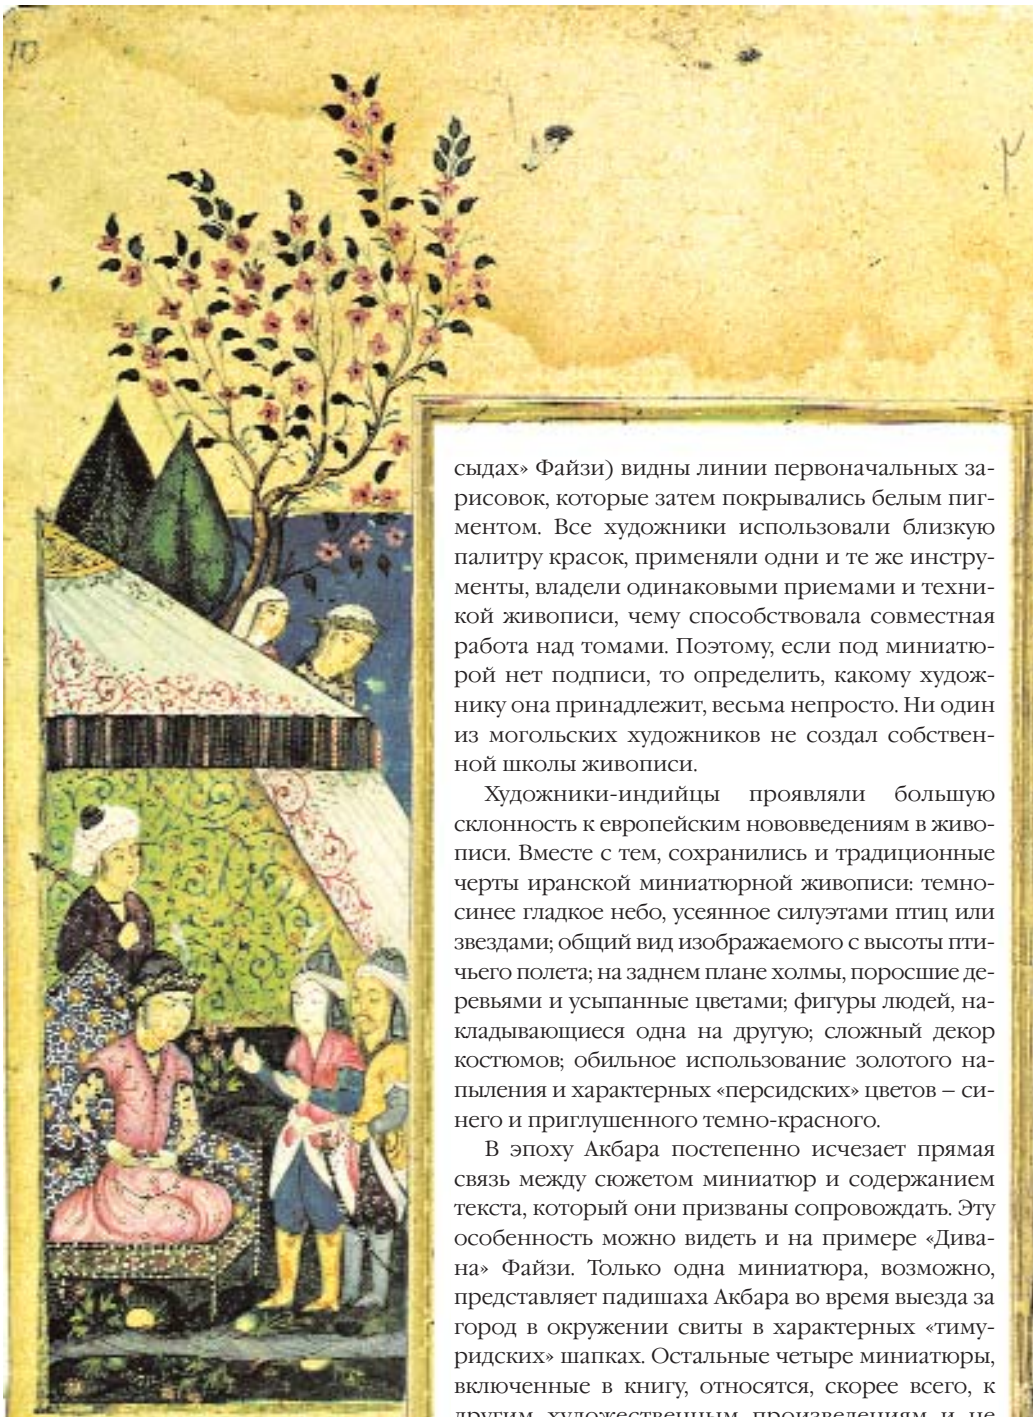 сыдах» Файзи) видны линии первоначальных за-
рисовок, которые затем покрывались белым пиг-
ментом. Все художники использовали близкую
палитру красок, применяли одни и те же инстру-
менты, владели одинаковыми приемами и техни-
кой живописи, чему способствовала совместная
работа над томами. Поэтому, если под миниатю-
рой нет подписи, то определить, какому худож-
нику она принадлежит, весьма непросто. Ни один
из могольских художников не создал собствен-
ной школы живописи.
Художники-индийцы проявляли большую
склонность к европейским нововведениям в живо-
писи. Вместе с тем, сохранились и традиционные
черты иранской миниатюрной живописи: темно-
синее гладкое небо, усеянное силуэтами птиц или
звездами; общий вид изображаемого с высоты пти-
чьего полета; на заднем плане холмы, поросшие де-
ревьями и усыпанные цветами; фигуры людей, на-
кладывающиеся одна на другую; сложный декор
костюмов; обильное использование золотого на-
пыления и характерных «персидских» цветов – си-
него и приглушенного темно-красного.
В эпоху Акбара постепенно исчезает прямая
связь между сюжетом миниатюр и содержанием
текста, который они призваны сопровождать. Эту
особенность можно видеть и на примере «Дива-
на» Файзи. Только одна миниатюра, возможно,
представляет падишаха Акбара во время выезда за
город в окружении свиты в характерных «тиму-
ридских» шапках. Остальные четыре миниатюры,
включенные в книгу, относятся, скорее всего, к
другим художественным произведениям и не